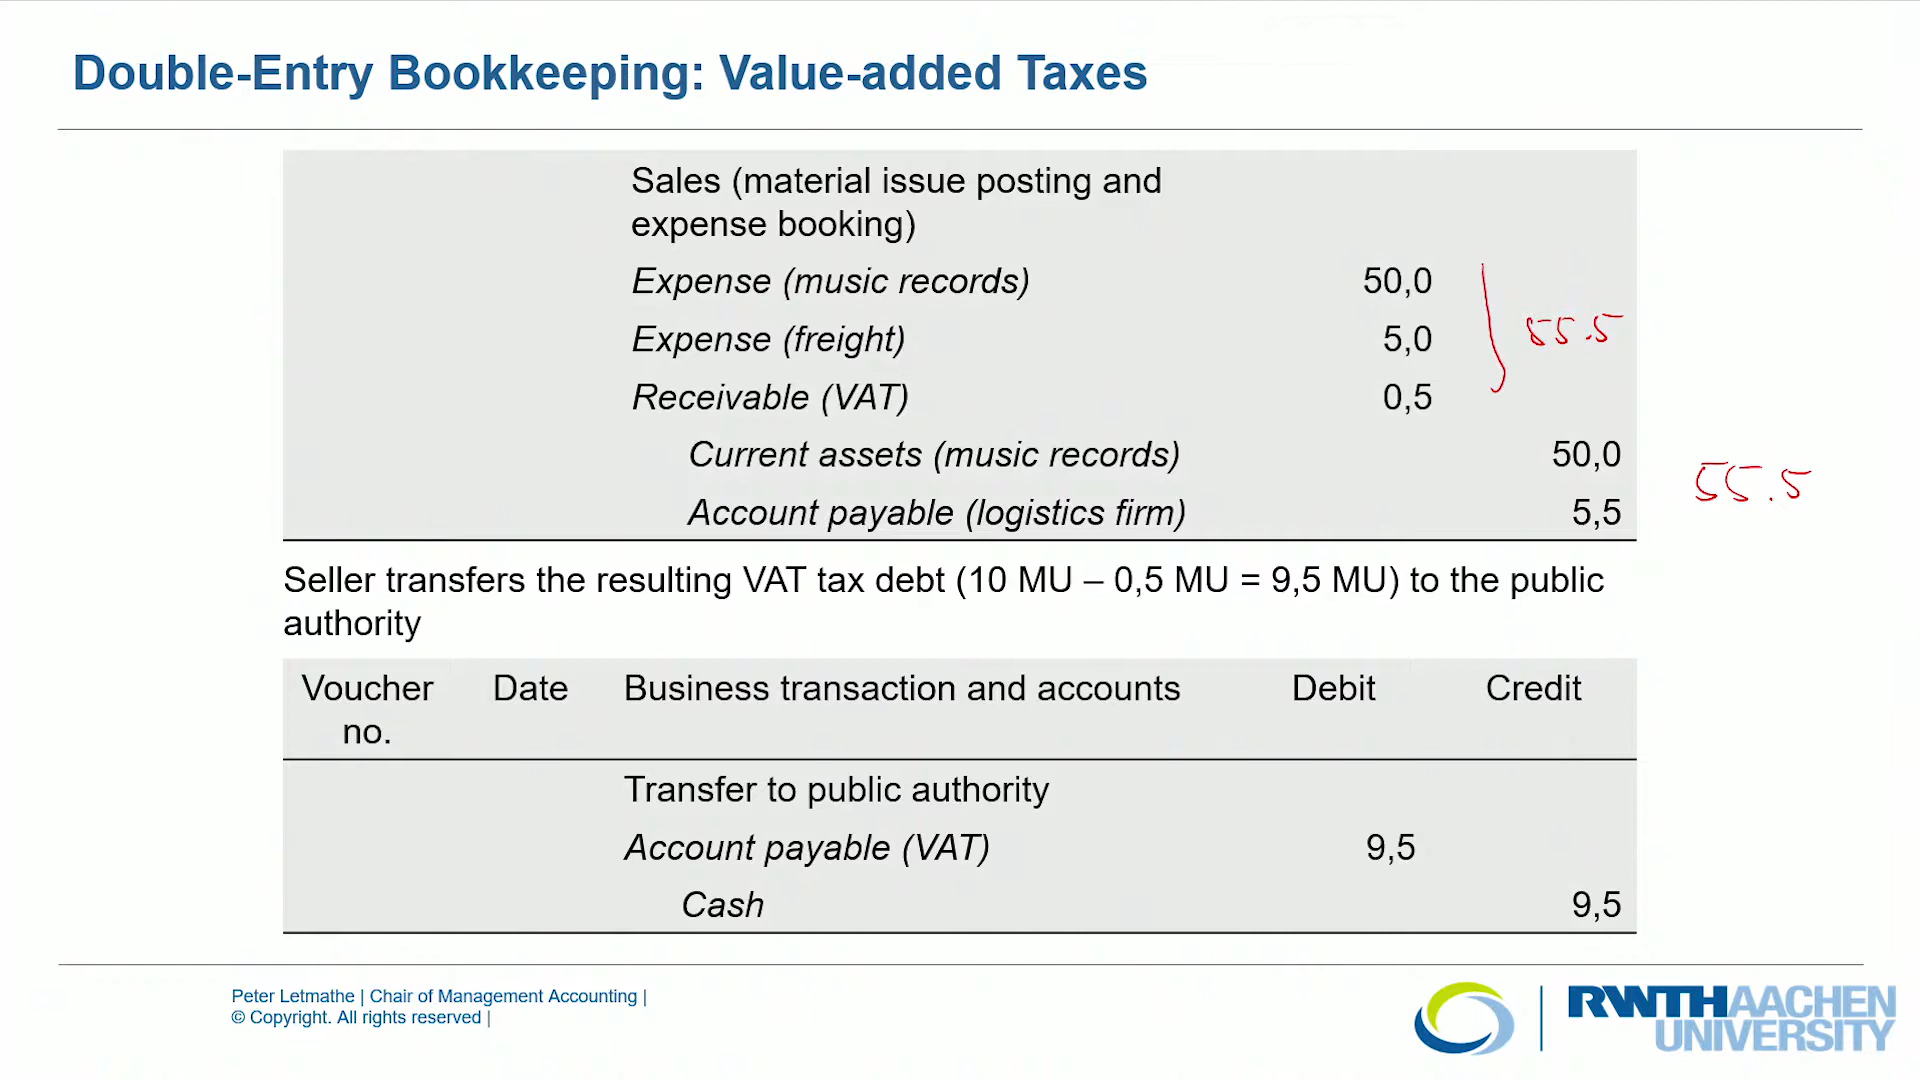 Double-Entry Bookkeeping: Value-added Taxes
Sales (material issue posting and
expense booking)
Expense (music records) 50,0
Expense (freight) 5,0 55.5
Receivable (VAT) 0,5
Current assets (music records) 50,0
55.5
Account payable (logistics firm) 5,5
Seller transfers the resulting VAT tax debt (10 MU – 0,5 MU = 9,5 MU) to the public
authority
Voucher Date Business transaction and accounts Debit Credit
no.
Transfer to public authority
Account payable (VAT) 9,5
Cash 9,5
Peter Letmathe | Chair of Management Accounting |
© Copyright. All rights reserved |
RWTHAACHEN
UNIVERSITY